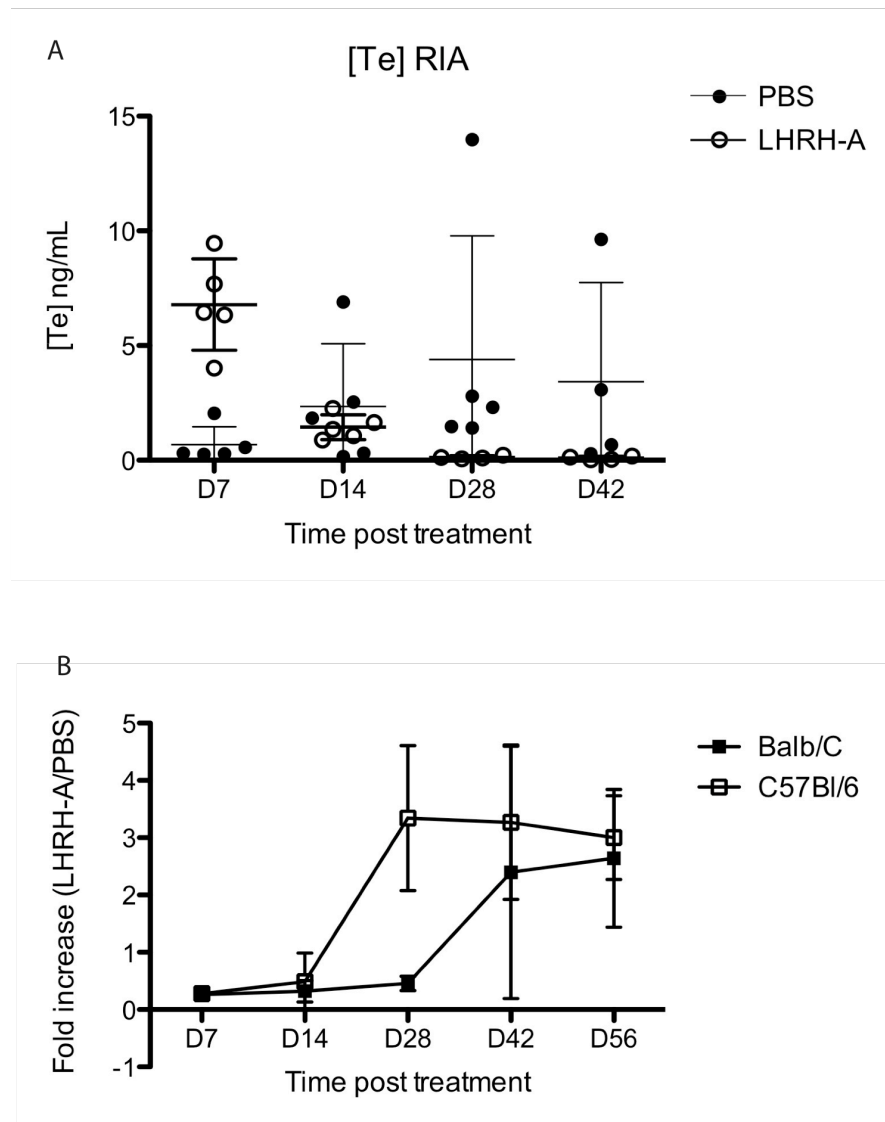 A
[Te] RIA
PBS
LHRH-A
15
10
5
0
[Te] ng/mL
D7 D14 D28 D42
Time post treatment
B
Balb/C
C57Bl/6
5
4
3
2
1
0
-1
Fold increase (LHRH-A/PBS)
D7 D14 D28 D42 D56
Time post treatment